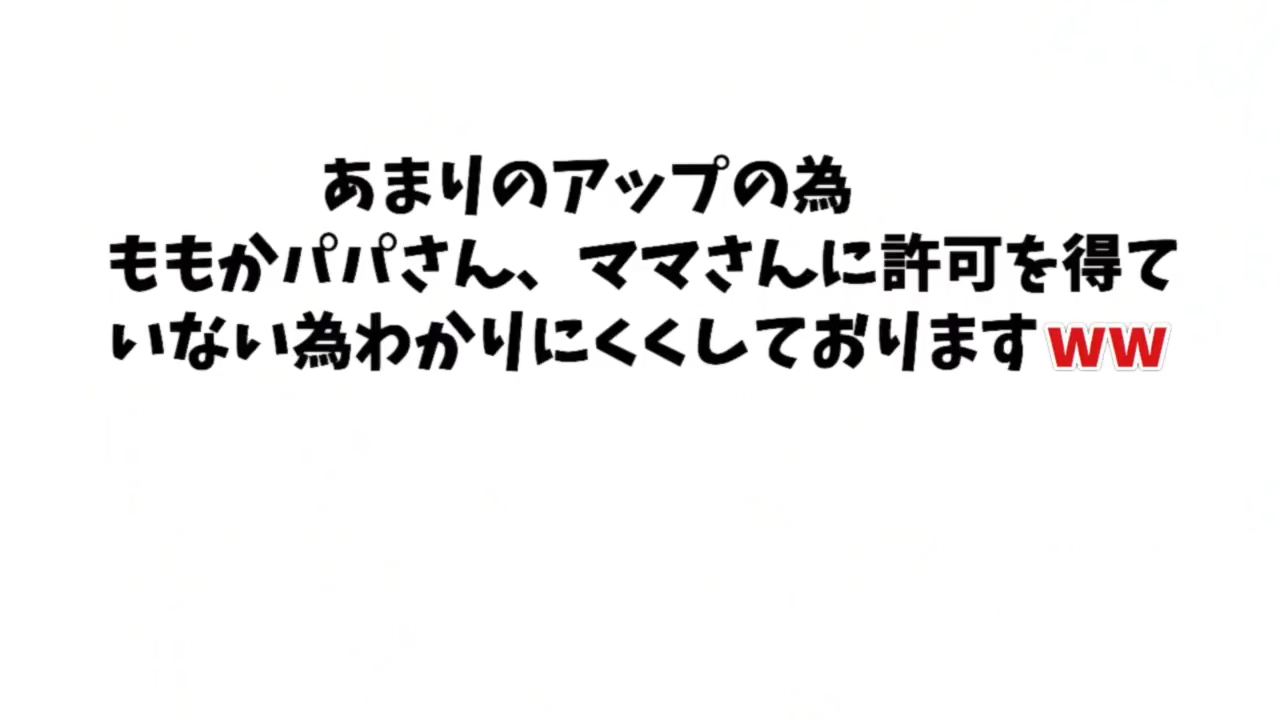 あまりのアップの為
ももかパパさん、ママさんに許可を得て
いない為わかりにくくしておりますww